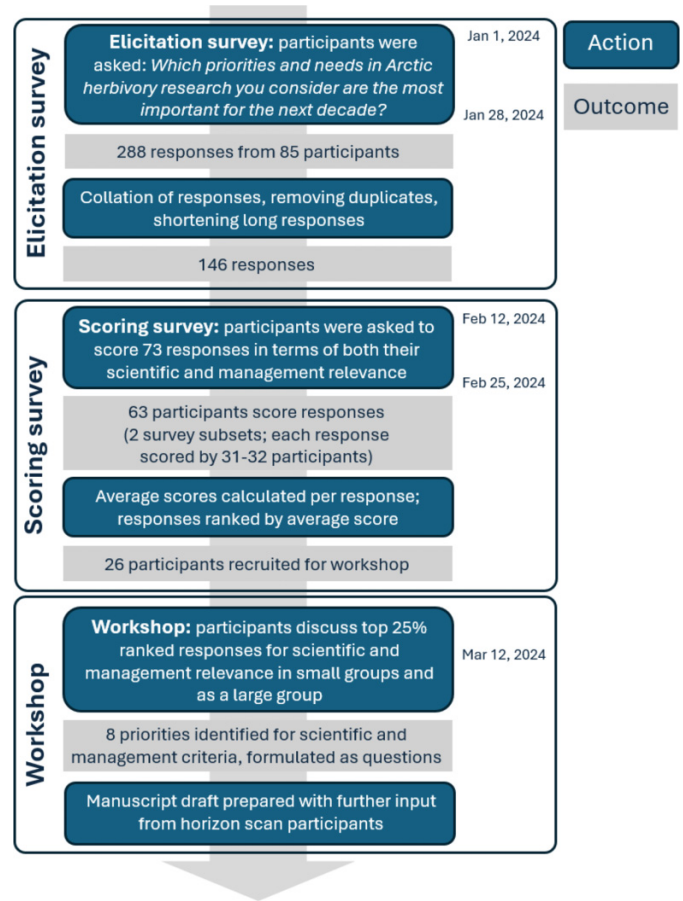 Elicitation survey
Elicitation survey: participants were
asked: Which priorities and needs in Arctic
herbivory research you consider are the most
important for the next decade?
Jan 1, 2024
Jan 28, 2024
Action
Outcome
288 responses from 85 participants
Collation of responses, removing duplicates,
shortening long responses
146 responses
Scoring survey
Scoring survey: participants were asked to
score 73 responses in terms of both their
scientific and management relevance
Feb 12, 2024
Feb 25, 2024
63 participants score responses
(2 survey subsets; each response
scored by 31-32 participants)
Average scores calculated per response;
responses ranked by average score
26 participants recruited for workshop
Workshop
Workshop: participants discuss top 25%
ranked responses for scientific and
management relevance in small groups and
as a large group
Mar 12, 2024
8 priorities identified for scientific and
management criteria, formulated as questions
Manuscript draft prepared with further input
from horizon scan participants